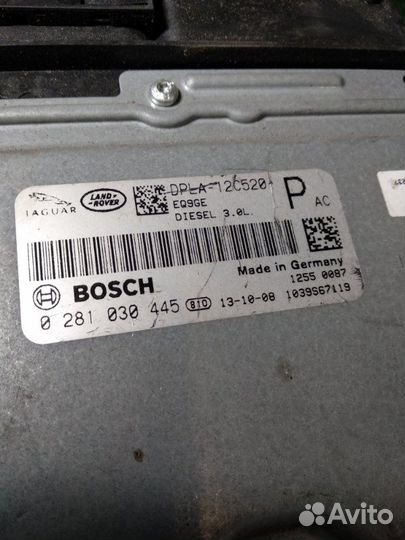 JAGUAR
LAND-
ROVER
DPLA-12C520
EQ9GE
DIESEL 3.0L.
P AC
Made in Germany
BOSCH
1255 0087
0 281 030 445 B10 13-10-08 1039S67119
Avito